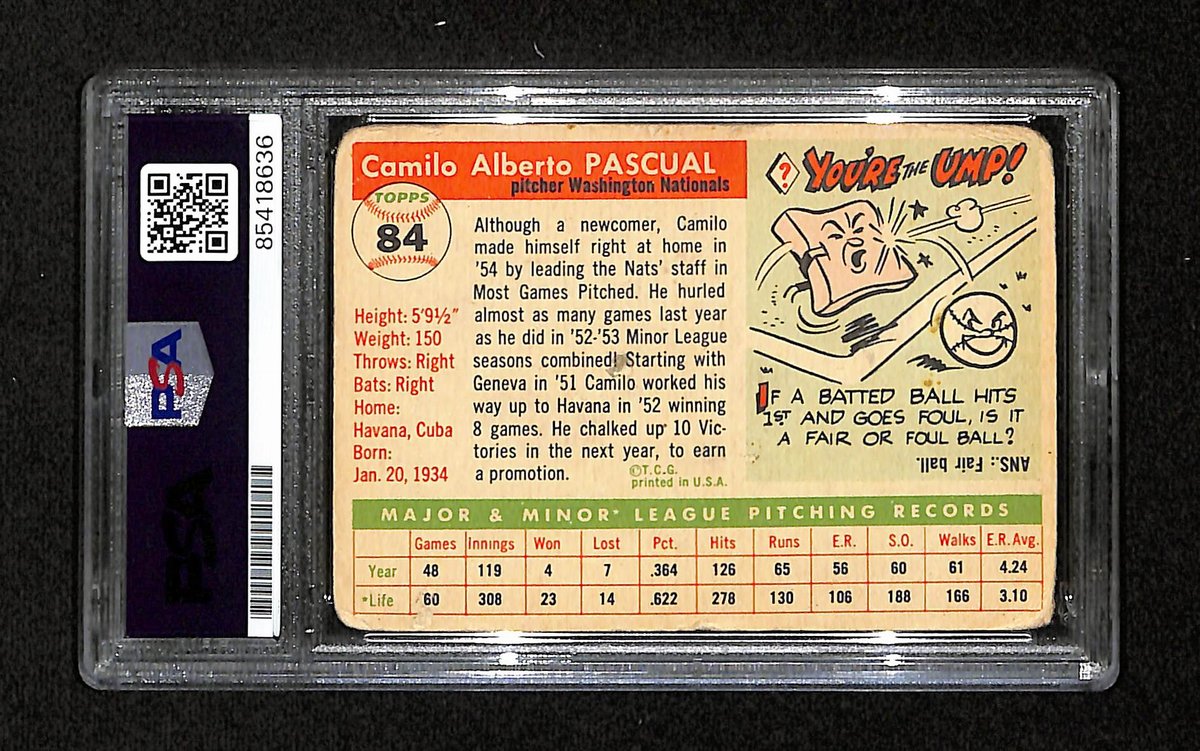 85418636
PSA
PSA
Camilo Alberto PASCUAL
pitcher Washington Nationals
TOPPS
84
Height: 5'9½"
Weight: 150
Throws: Right
Bats: Right
Home:
Havana, Cuba
Born:
Jan. 20, 1934
Although a newcomer, Camilo
made himself right at home in
'54 by leading the Nats' staff in
Most Games Pitched. He hurled
almost as many games last year
as he did in '52-'53 Minor League
seasons combined! Starting with
Geneva in '51 Camilo worked his
way up to Havana in '52 winning
8 games. He chalked up 10 Vic-
tories in the next year, to earn
a promotion.
©T.C.G.
printed in U.S.A.
? YOU'RE THE UMP!
IF A BATTED BALL HITS
1ST AND GOES FOUL, IS IT
A FAIR OR FOUL BALL?
ANS.: Fair ball.
MAJOR & MINOR* LEAGUE PITCHING RECORDS
Games Innings Won Lost Pct. Hits Runs E.R. S.O. Walks E.R.Avg.
Year 48 119 4 7 .364 126 65 56 60 61 4.24
*Life 60 308 23 14 .622 278 130 106 188 166 3.10